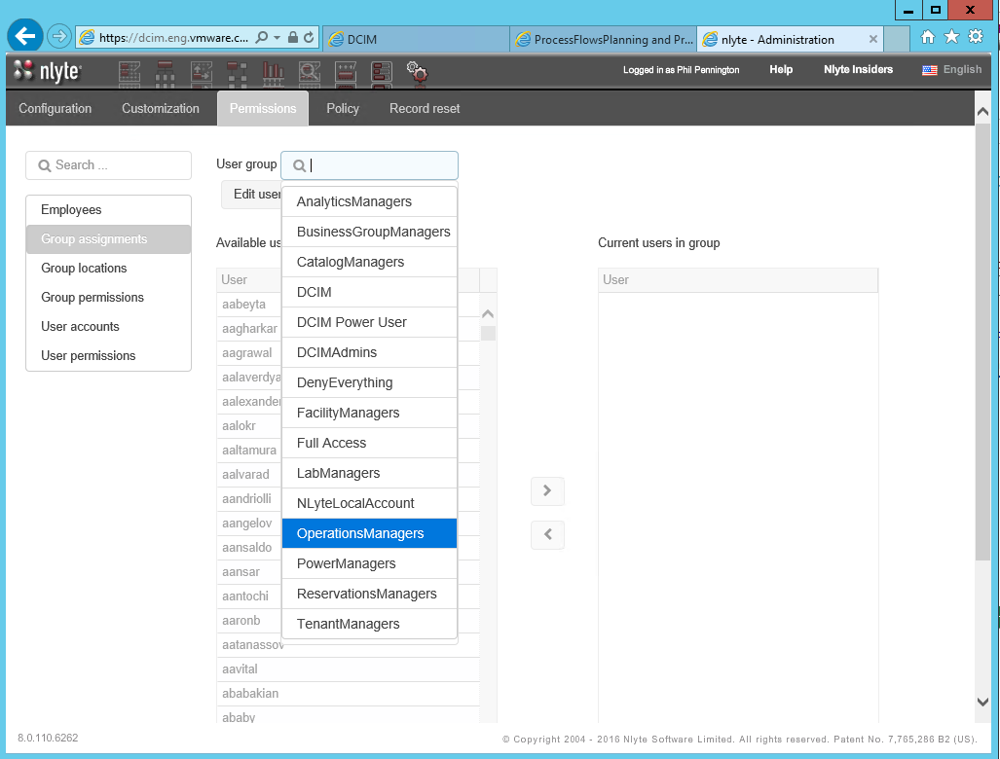 https://dcim.eng.vmware.c...
DCIM
ProcessFlowsPlanning and Pr...
nlyte - Administration
nlyte
Logged in as Phil Pennington
Help
Nlyte Insiders
English
Configuration
Customization
Permissions
Policy
Record reset
Search ...
Employees
Group assignments
Group locations
Group permissions
User accounts
User permissions
User group
Edit user
Available us
User
aabeyta
aagharkar
aagrawal
aalaverdya
aalexander
aalokr
aaltamura
aalvarad
aandriolli
aangelov
aansaldo
aansar
aantochi
aaronb
aatanassov
aavital
ababakian
ababy
AnalyticsManagers
BusinessGroupManagers
CatalogManagers
DCIM
DCIM Power User
DCIMAdmins
DenyEverything
FacilityManagers
Full Access
LabManagers
NLyteLocalAccount
OperationsManagers
PowerManagers
ReservationsManagers
TenantManagers
Current users in group
User
8.0.110.6262
© Copyright 2004 - 2016 Nlyte Software Limited. All rights reserved. Patent No. 7,765,286 B2 (US).